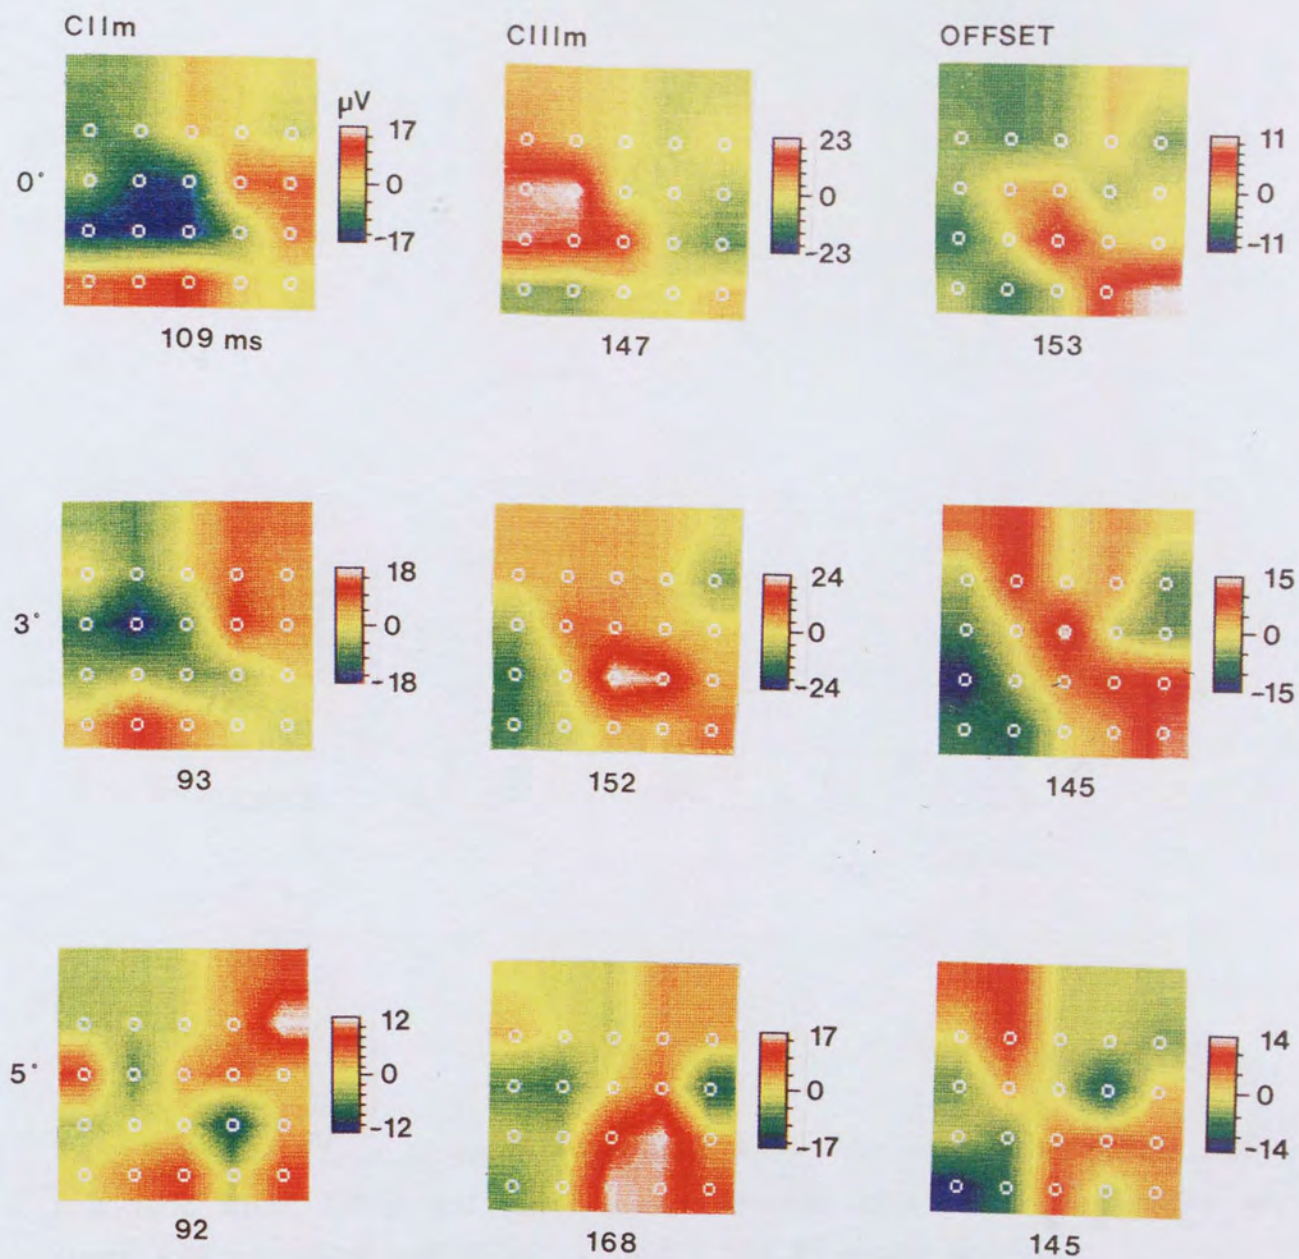 CIIm CIIIm OFFSET
µV
0° 17 0 -17 23 0 -23 11 0 -11
109 ms 147 153
3° 18 0 -18 24 0 -24 15 0 -15
93 152 145
5° 12 0 -12 17 0 -17 14 0 -14
92 168 145